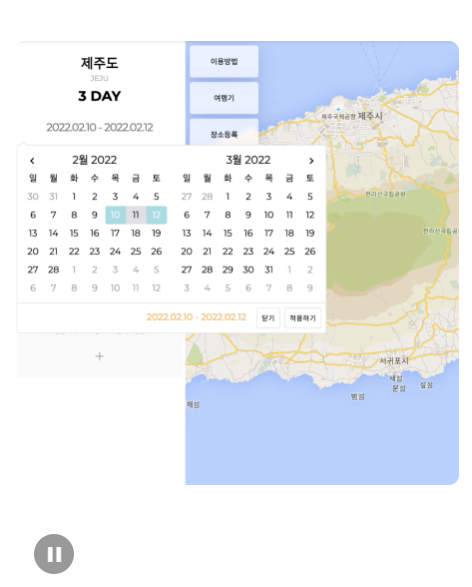 제주도
JEJU
3 DAY
2022.02.10 - 2022.02.12
이용방법
여행기
장소등록
2월 2022
일 월 화 수 목 금 토
30 31 1 2 3 4 5
6 7 8 9 10 11 12
13 14 15 16 17 18 19
20 21 22 23 24 25 26
27 28 1 2 3 4 5
6 7 8 9 10 11 12
3월 2022
일 월 화 수 목 금 토
27 28 1 2 3 4 5
6 7 8 9 10 11 12
13 14 15 16 17 18 19
20 21 22 23 24 25 26
27 28 29 30 31 1 2
3 4 5 6 7 8 9
2022.02.10 - 2022.02.12
닫기
적용하기
+
제주국제공항
제주시
한라산국립공원
한라산국립공
서귀포시
새섬
문섬
섶섬
범섬